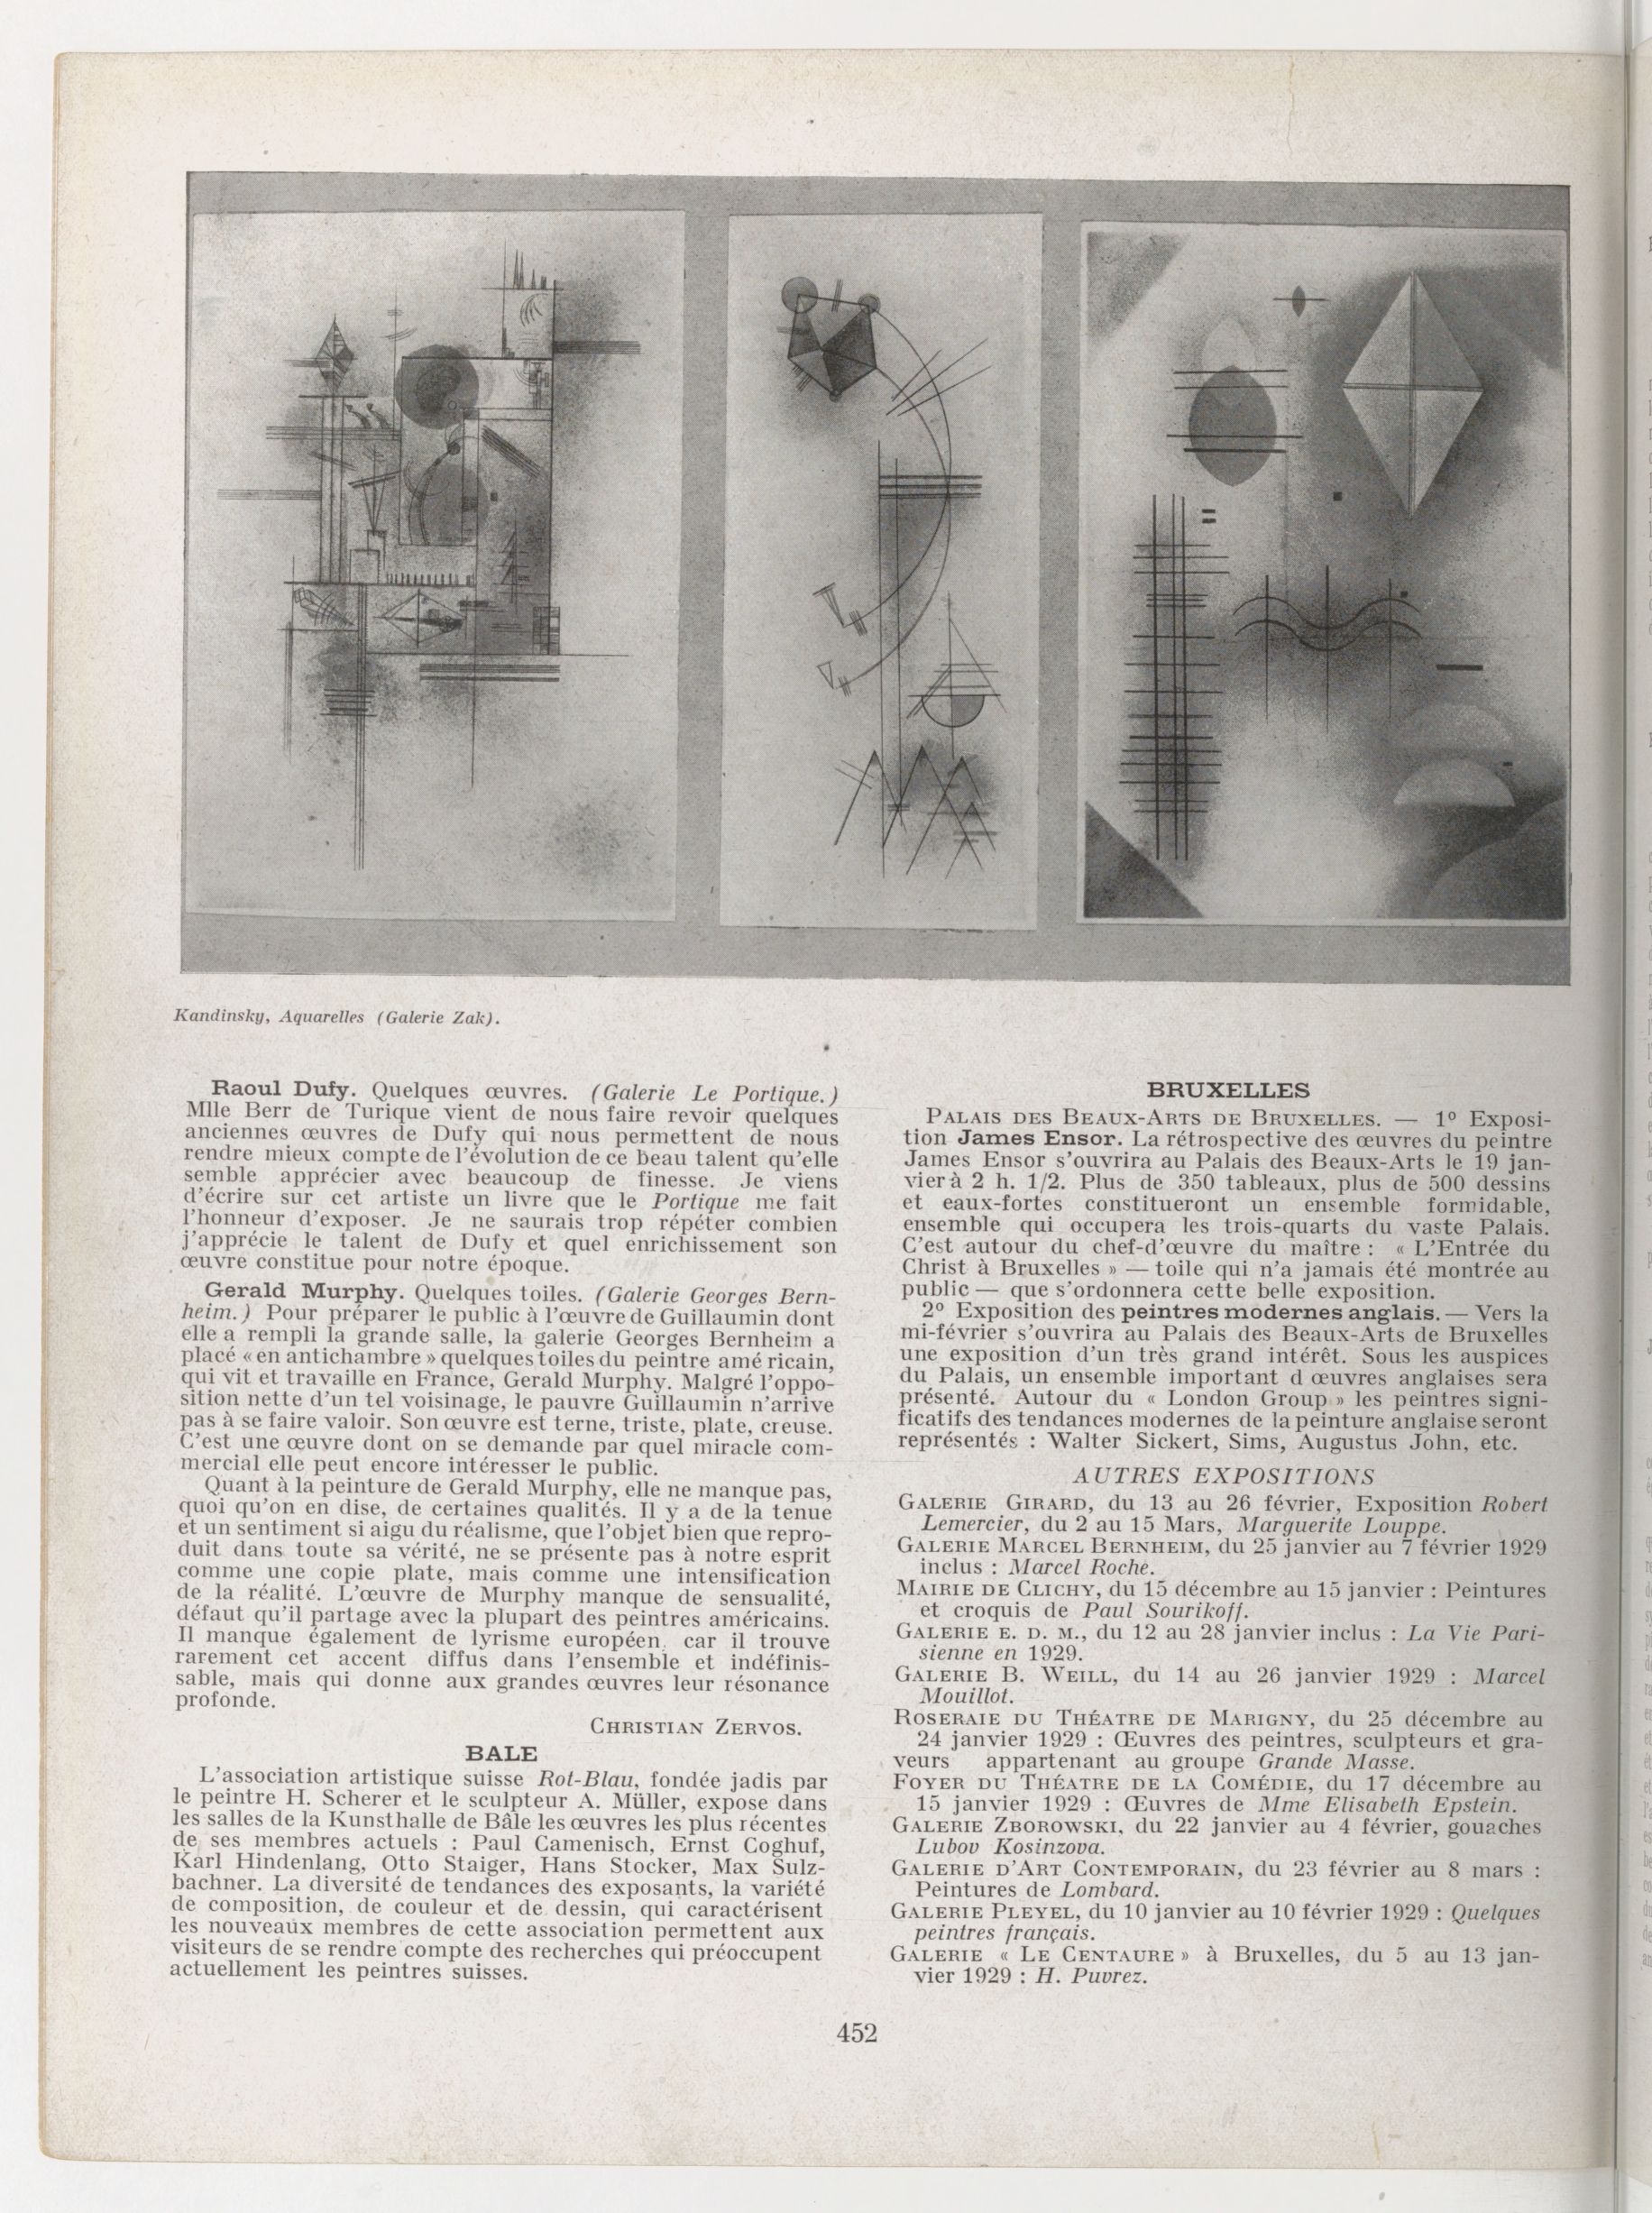 Kandinsky, Aquarelles (Galerie Zak).
Raoul Dufy. Quelques œuvres. (Galerie Le Portique.)
Mlle Berr de Turique vient de nous faire revoir quelques
anciennes œuvres de Dufy qui nous permettent de nous
rendre mieux compte de l'évolution de ce beau talent qu'elle
semble apprécier avec beaucoup de finesse. Je viens
d'écrire sur cet artiste un livre que le Portique me fait
l'honneur d'exposer. Je ne saurais trop répéter combien
j'apprécie le talent de Dufy et quel enrichissement son
œuvre constitue pour notre époque.
Gerald Murphy. Quelques toiles. (Galerie Georges Bern-
heim.) Pour préparer le public à l'œuvre de Guillaumin dont
elle a rempli la grande salle, la galerie Georges Bernheim a
placé « en antichambre » quelques toiles du peintre amé ricain,
qui vit et travaille en France, Gerald Murphy. Malgré l'oppo-
sition nette d'un tel voisinage, le pauvre Guillaumin n'arrive
pas à se faire valoir. Son œuvre est terne, triste, plate, creuse.
C'est une œuvre dont on se demande par quel miracle com-
mercial elle peut encore intéresser le public.
Quant à la peinture de Gerald Murphy, elle ne manque pas,
quoi qu'on en dise, de certaines qualités. Il y a de la tenue
et un sentiment si aigu du réalisme, que l'objet bien que repro-
duit dans toute sa vérité, ne se présente pas à notre esprit
comme une copie plate, mais comme une intensification
de la réalité. L'œuvre de Murphy manque de sensualité,
défaut qu'il partage avec la plupart des peintres américains.
Il manque également de lyrisme européen, car il trouve
rarement cet accent diffus dans l'ensemble et indéfinis-
sable, mais qui donne aux grandes œuvres leur résonance
profonde.
CHRISTIAN ZERVOS.
BALE
L'association artistique suisse Rot-Blau, fondée jadis par
le peintre H. Scherer et le sculpteur A. Müller, expose dans
les salles de la Kunsthalle de Bâle les œuvres les plus récentes
de ses membres actuels : Paul Camenisch, Ernst Coghuf,
Karl Hindenlang, Otto Staiger, Hans Stocker, Max Sulz-
bachner. La diversité de tendances des exposants, la variété
de composition, de couleur et de dessin, qui caractérisent
les nouveaux membres de cette association permettent aux
visiteurs de se rendre compte des recherches qui préoccupent
actuellement les peintres suisses.
BRUXELLES
PALAIS DES BEAUX-ARTS DE BRUXELLES. — 1° Exposi-
tion James Ensor. La rétrospective des œuvres du peintre
James Ensor s'ouvrira au Palais des Beaux-Arts le 19 jan-
vier à 2 h. 1/2. Plus de 350 tableaux, plus de 500 dessins
et eaux-fortes constitueront un ensemble formidable,
ensemble qui occupera les trois-quarts du vaste Palais.
C'est autour du chef-d'œuvre du maître : « L'Entrée du
Christ à Bruxelles » — toile qui n'a jamais été montrée au
public — que s'ordonnera cette belle exposition.
2° Exposition des peintres modernes anglais. — Vers la
mi-février s'ouvrira au Palais des Beaux-Arts de Bruxelles
une exposition d'un très grand intérêt. Sous les auspices
du Palais, un ensemble important d œuvres anglaises sera
présenté. Autour du « London Group » les peintres signi-
ficatifs des tendances modernes de la peinture anglaise seront
représentés : Walter Sickert, Sims, Augustus John, etc.
AUTRES EXPOSITIONS
GALERIE GIRARD, du 13 au 26 février, Exposition Robert
Lemercier, du 2 au 15 Mars, Marguerite Louppe.
GALERIE MARCEL BERNHEIM, du 25 janvier au 7 février 1929
inclus : Marcel Roche.
MAIRIE DE CLICHY, du 15 décembre au 15 janvier : Peintures
et croquis de Paul Sourikoff.
GALERIE E. D. M., du 12 au 28 janvier inclus : La Vie Pari-
sienne en 1929.
GALERIE B. WEILL, du 14 au 26 janvier 1929 : Marcel
Mouillot.
ROSERAIE DU THÉATRE DE MARIGNY, du 25 décembre au
24 janvier 1929 : Œuvres des peintres, sculpteurs et gra-
veurs appartenant au groupe Grande Masse.
FOYER DU THÉATRE DE LA COMÉDIE, du 17 décembre au
15 janvier 1929 : Œuvres de Mme Elisabeth Epstein.
GALERIE ZBOROWSKI, du 22 janvier au 4 février, gouaches
Lubov Kosinzova.
GALERIE D'ART CONTEMPORAIN, du 23 février au 8 mars :
Peintures de Lombard.
GALERIE PLEYEL, du 10 janvier au 10 février 1929 : Quelques
peintres français.
GALERIE « LE CENTAURE » à Bruxelles, du 5 au 13 jan-
vier 1929 : H. Puvrez.
452